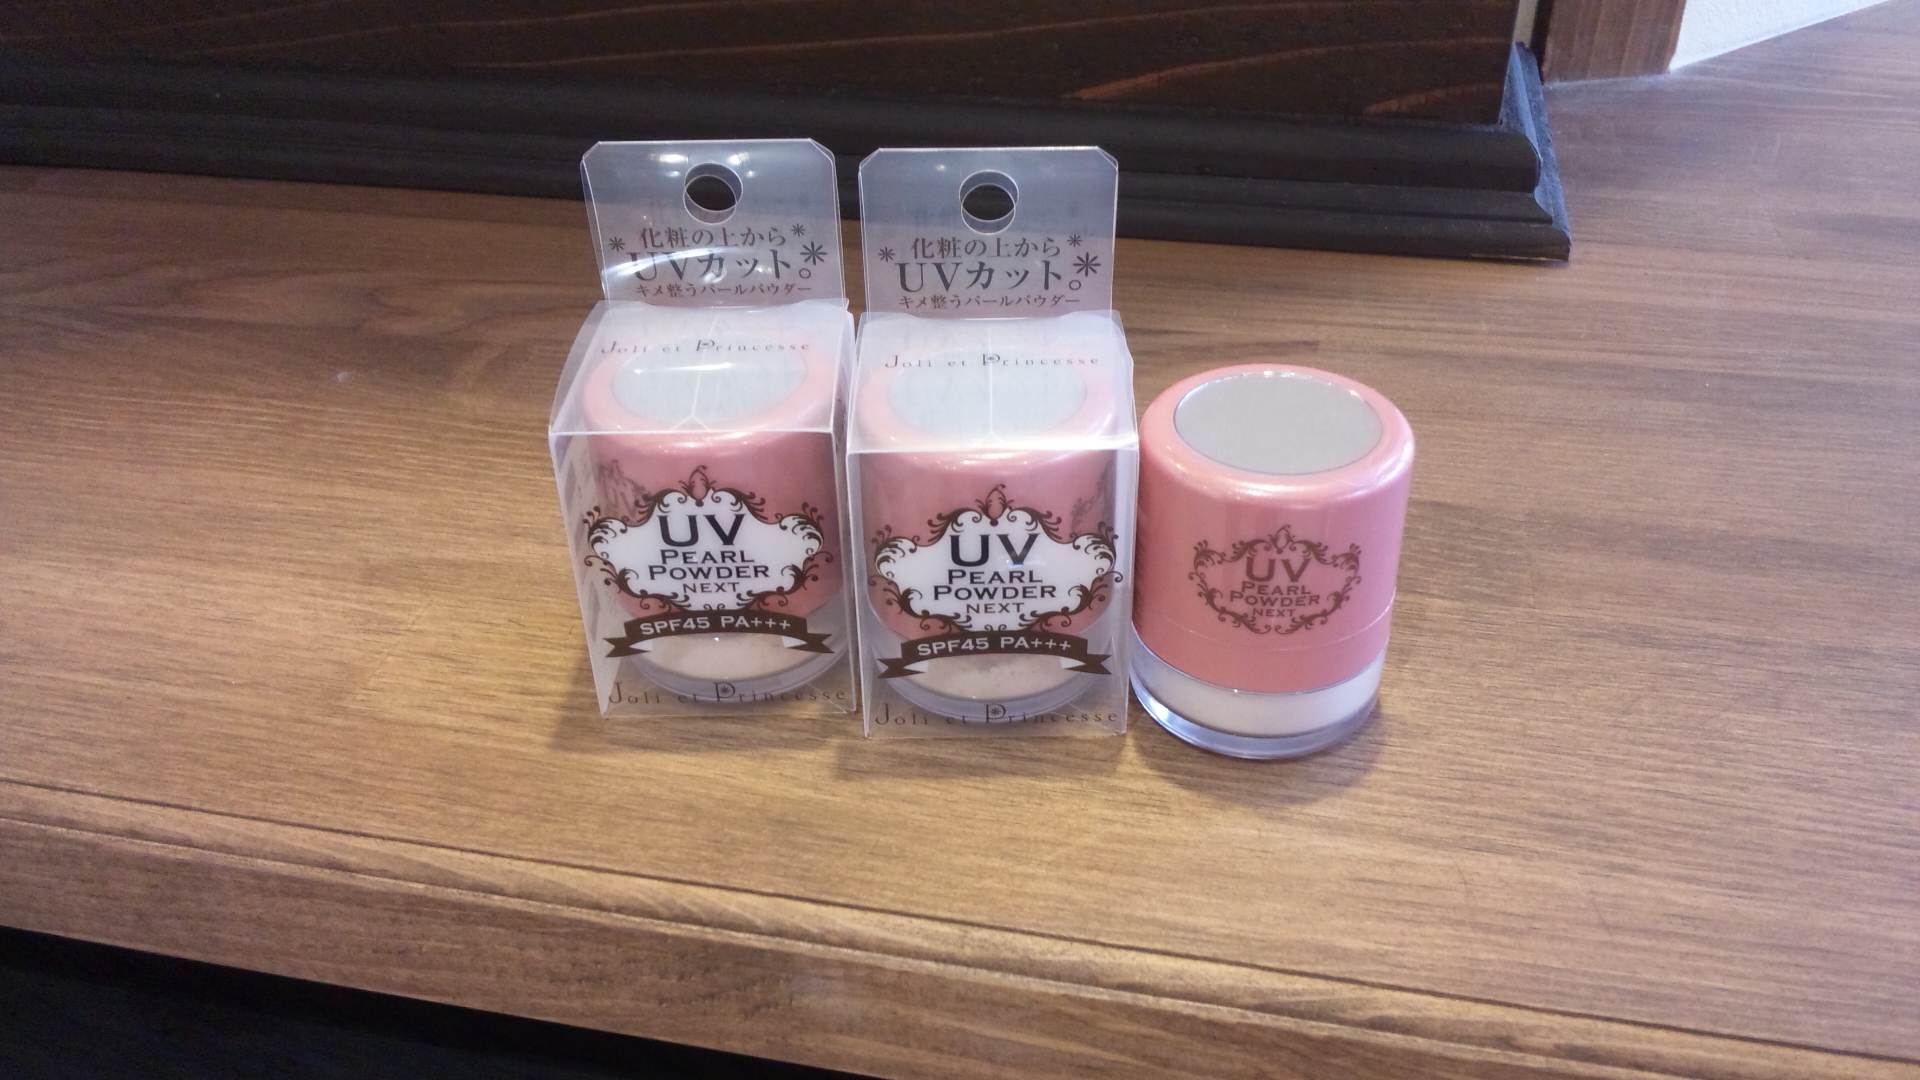 化粧の上から
UVカット。
キメ整うパールパウダー
Joli et Princesse
UV
PEARL
POWDER
NEXT
SPF45 PA+++
Joli et Princesse
化粧の上から
UVカット。
キメ整うパールパウダー
Joli et Princesse
UV
PEARL
POWDER
NEXT
SPF45 PA+++
Joli et Princesse
UV
PEARL
POWDER
NEXT